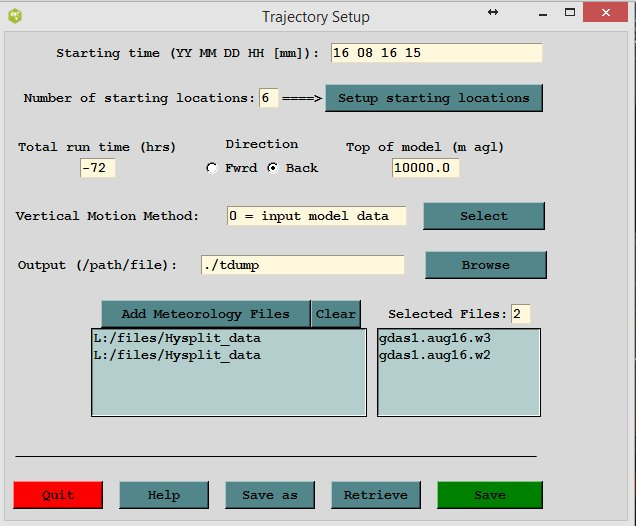 Trajectory Setup
Starting time (YY MM DD HH [mm]): 16 08 16 15
Number of starting locations: 6 ====> Setup starting locations
Direction
Total run time (hrs) Top of model (m agl)
-72 Fwrd Back 10000.0
Vertical Motion Method: 0 = input model data Select
Output (/path/file): ./tdump Browse
Add Meteorology Files Clear Selected Files: 2
L:/files/Hysplit_data gdas1.aug16.w3
L:/files/Hysplit_data gdas1.aug16.w2
Quit Help Save as Retrieve Save